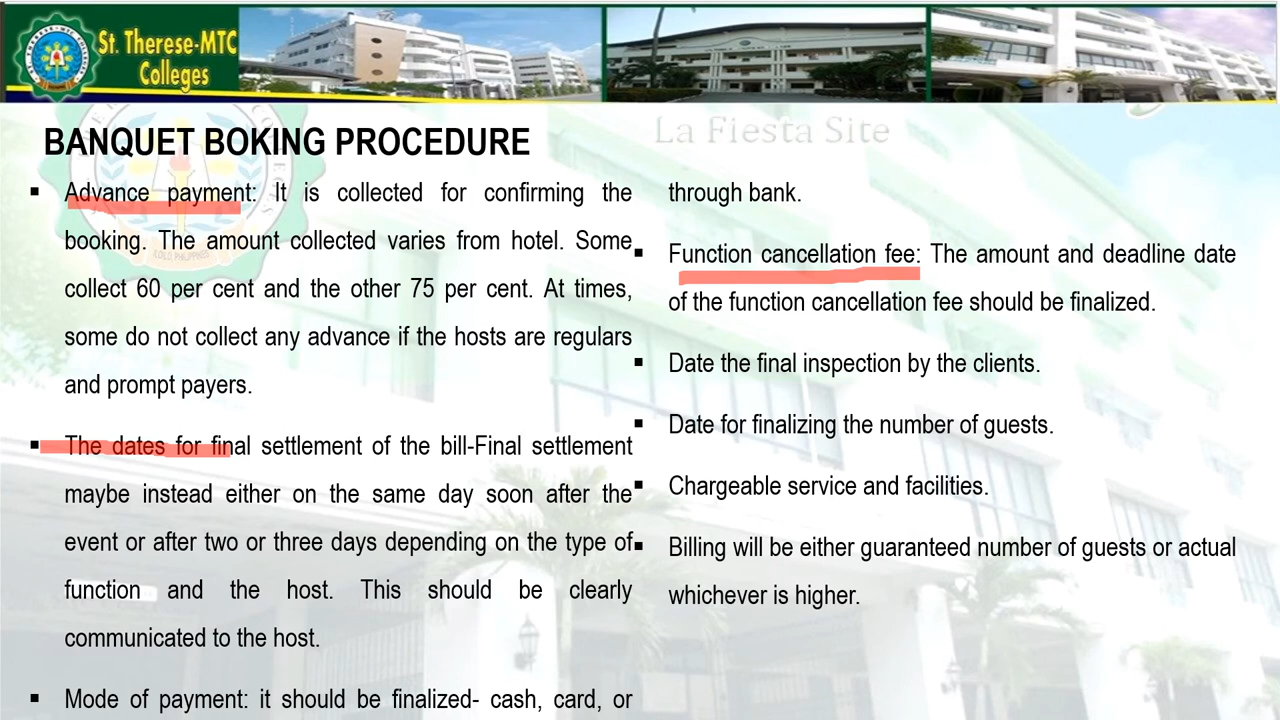 St. Therese-MTC
Colleges
La Fiesta Site
BANQUET BOKING PROCEDURE
▪ Advance payment: It is collected for confirming the
booking. The amount collected varies from hotel. Some
collect 60 per cent and the other 75 per cent. At times,
some do not collect any advance if the hosts are regulars
and prompt payers.
▪ The dates for final settlement of the bill-Final settlement
maybe instead either on the same day soon after the
event or after two or three days depending on the type of
function and the host. This should be clearly
communicated to the host.
▪ Mode of payment: it should be finalized- cash, card, or
through bank.
▪ Function cancellation fee: The amount and deadline date
of the function cancellation fee should be finalized.
▪ Date the final inspection by the clients.
▪ Date for finalizing the number of guests.
▪ Chargeable service and facilities.
▪ Billing will be either guaranteed number of guests or actual
whichever is higher.